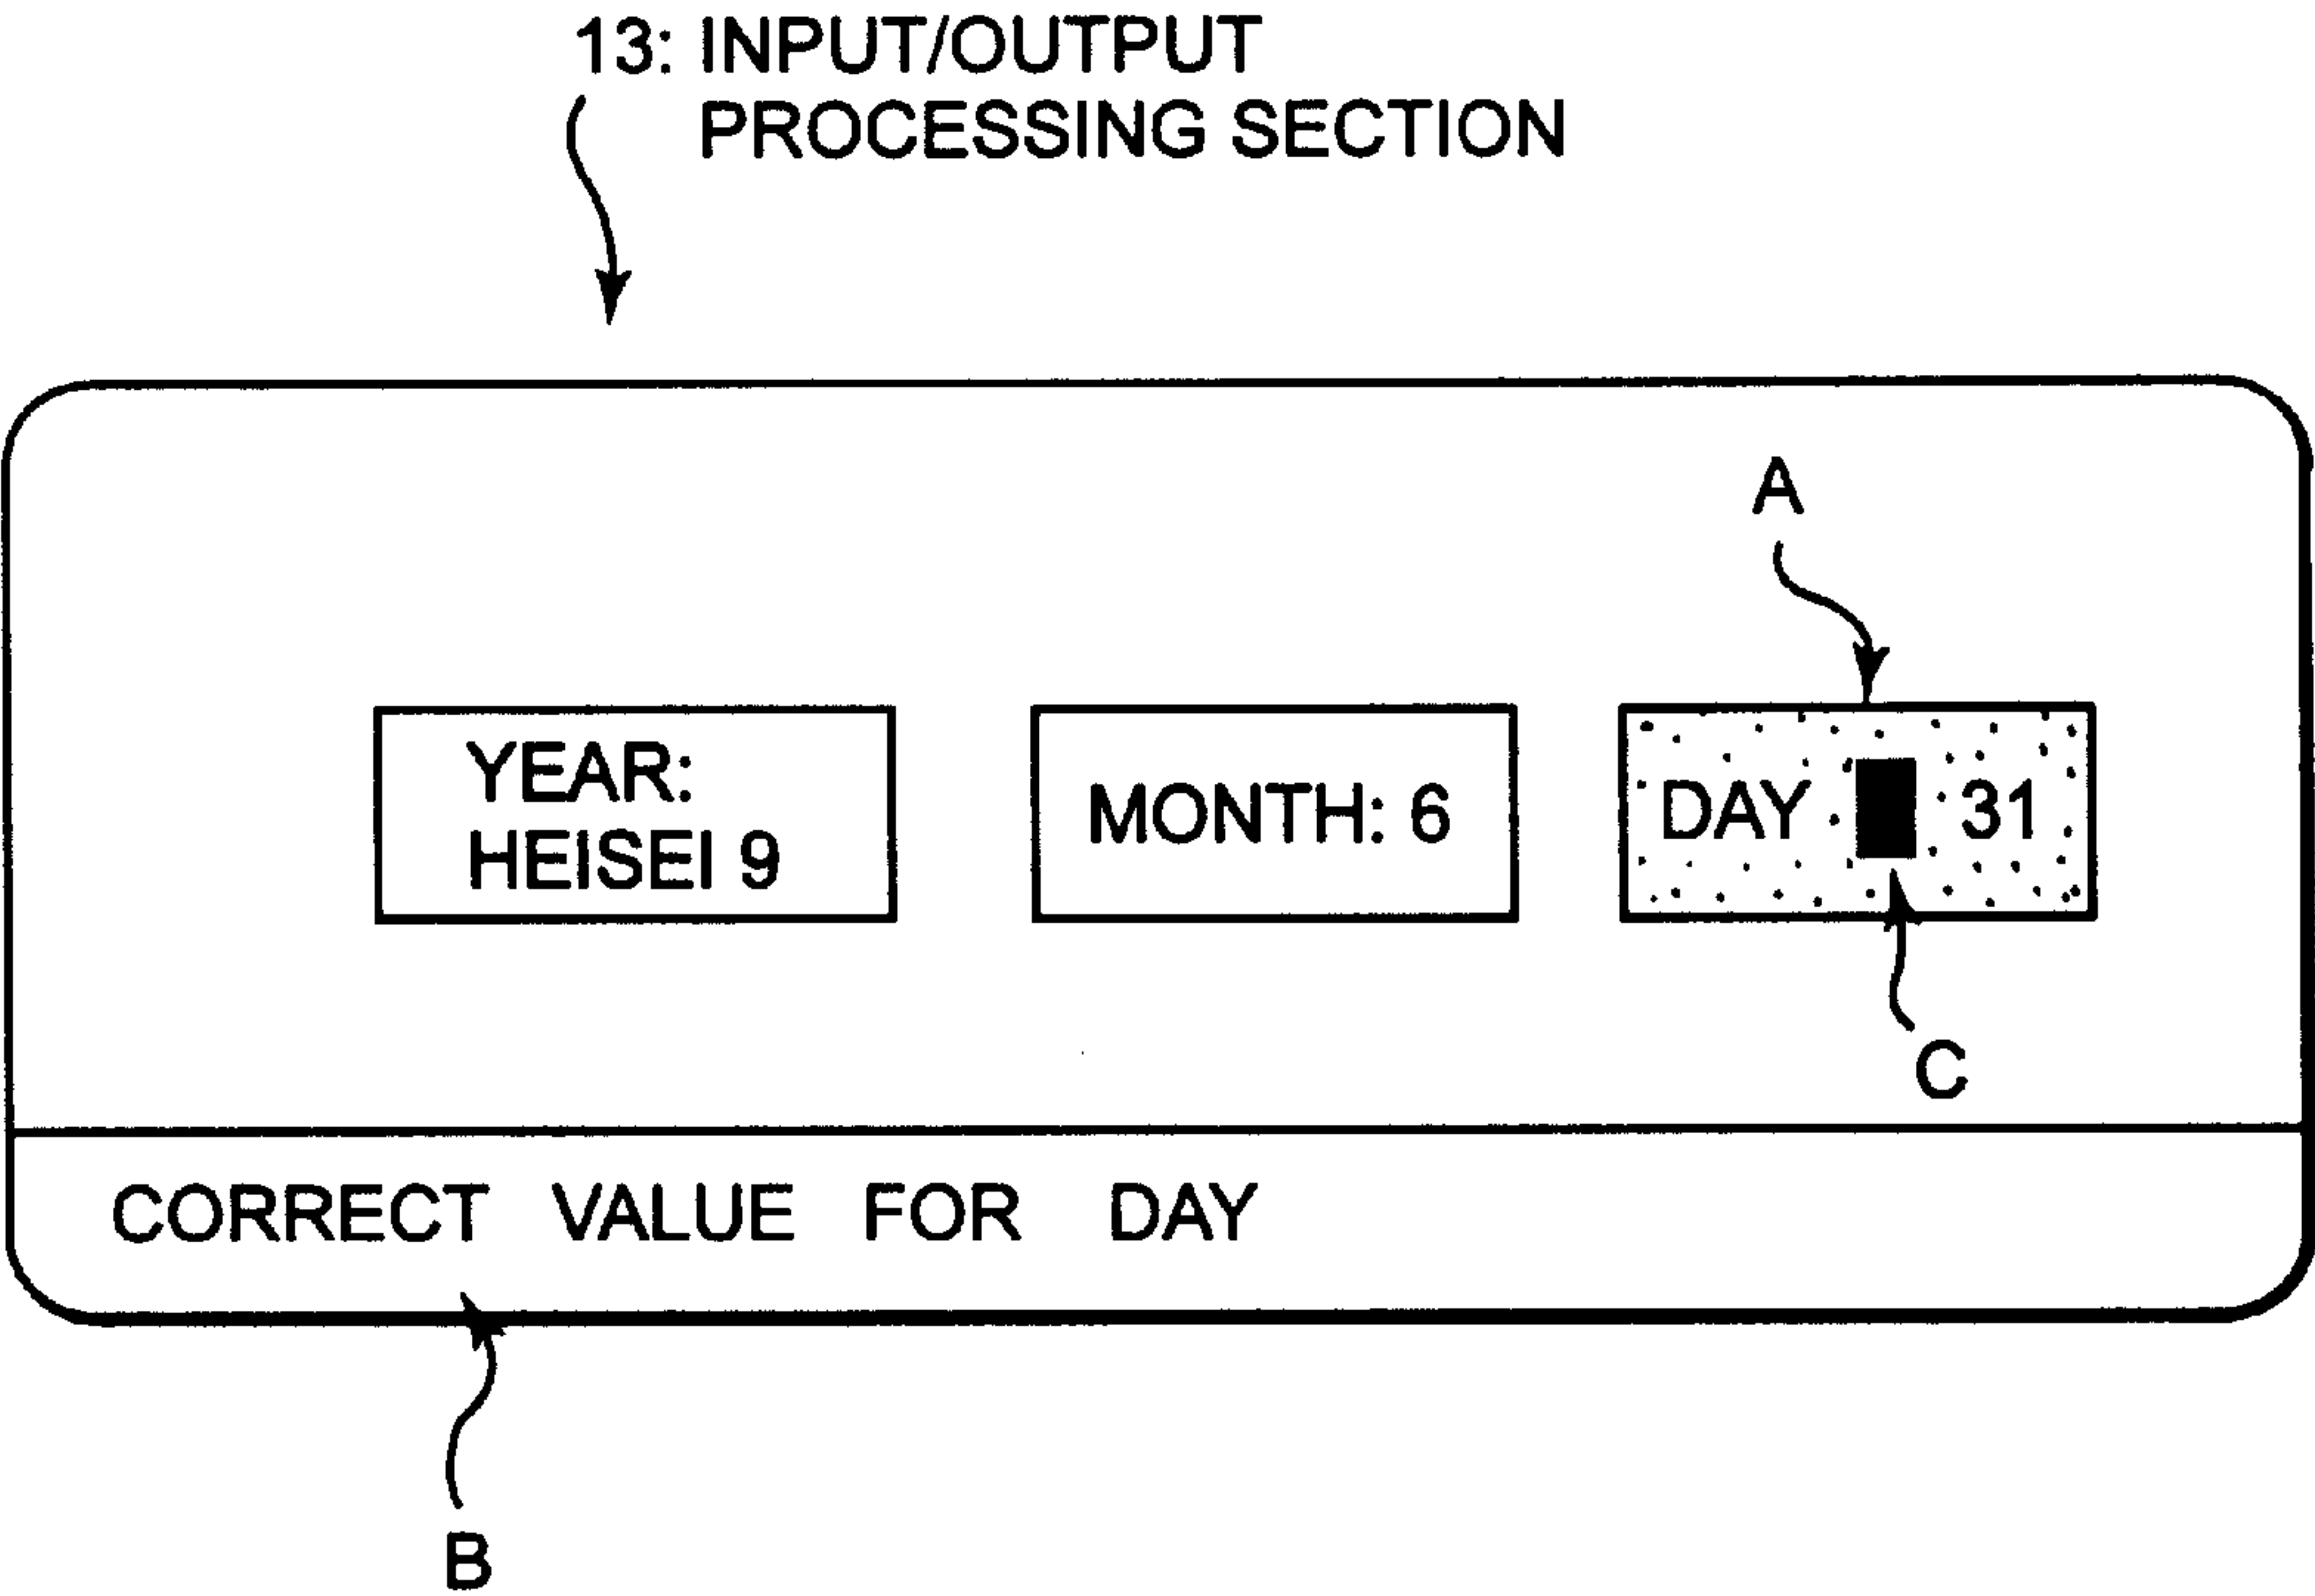 13: INPUT/OUTPUT
PROCESSING SECTION
A
YEAR:
HEISEI 9
MONTH: 6
DAY 31
C
CORRECT VALUE FOR DAY
B